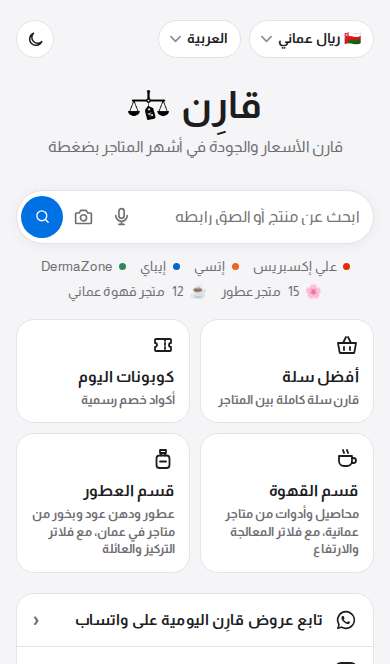 ريال عماني
العربية
قارِن
قارن الأسعار والجودة في أشهر المتاجر بضغطة
ابحث عن منتج أو الصق رابطه
علي إكسبريس
إتسي
إيباي
DermaZone
15 متجر عطور
12 متجر قهوة عماني
أفضل سلة
قارن سلة كاملة بين المتاجر
كوبونات اليوم
أكواد خصم رسمية
قسم القهوة
محاصيل وأدوات من متاجر
عمانية، مع فلاتر المعالجة
والارتفاع
قسم العطور
عطور ودهن عود وبخور من
متاجر في عمان، مع فلاتر
التركيز والعائلة
تابع عروض قارِن اليومية على واتساب